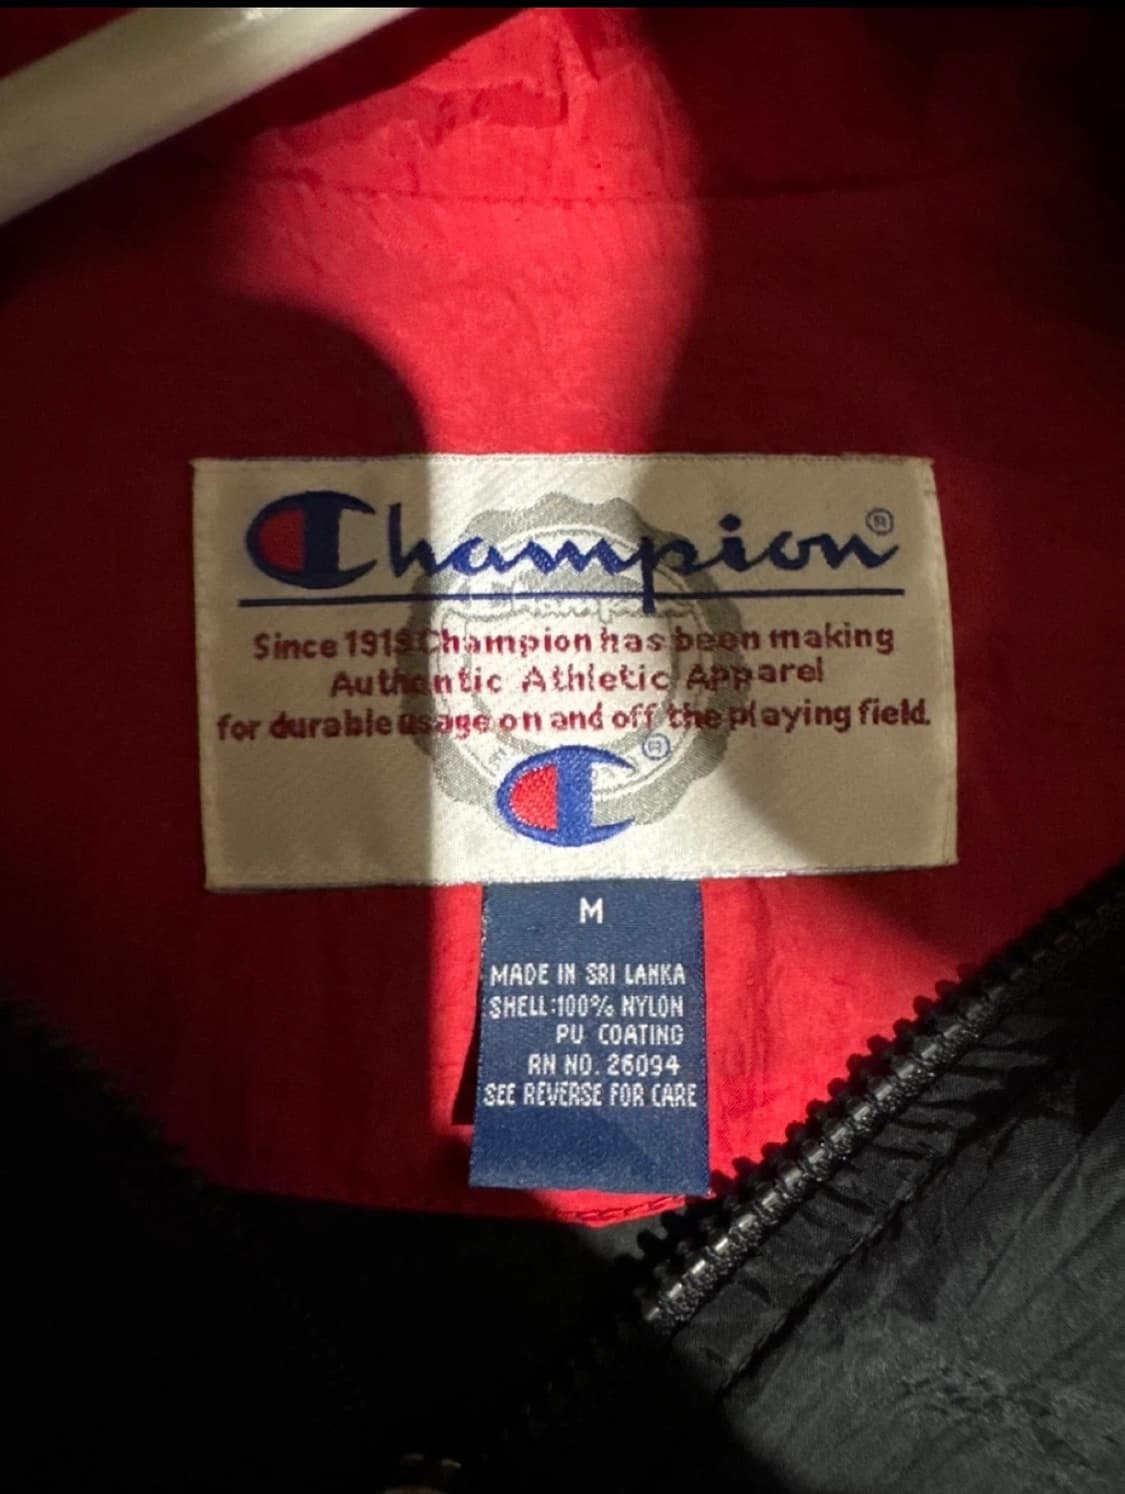 Champion®
Since 1919 Champion has been making
Authentic Athletic Apparel
for durable usage on and off the playing field.
®
M
MADE IN SRI LANKA
SHELL:100% NYLON
PU COATING
RN NO. 26094
SEE REVERSE FOR CARE